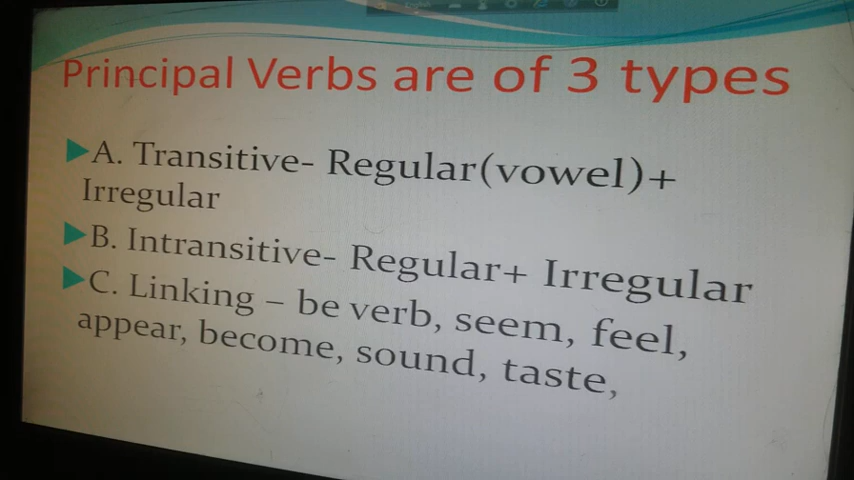 Principal Verbs are of 3 types
A. Transitive- Regular(vowel)+
Irregular
B. Intransitive- Regular+ Irregular
C. Linking – be verb, seem, feel,
appear, become, sound, taste,